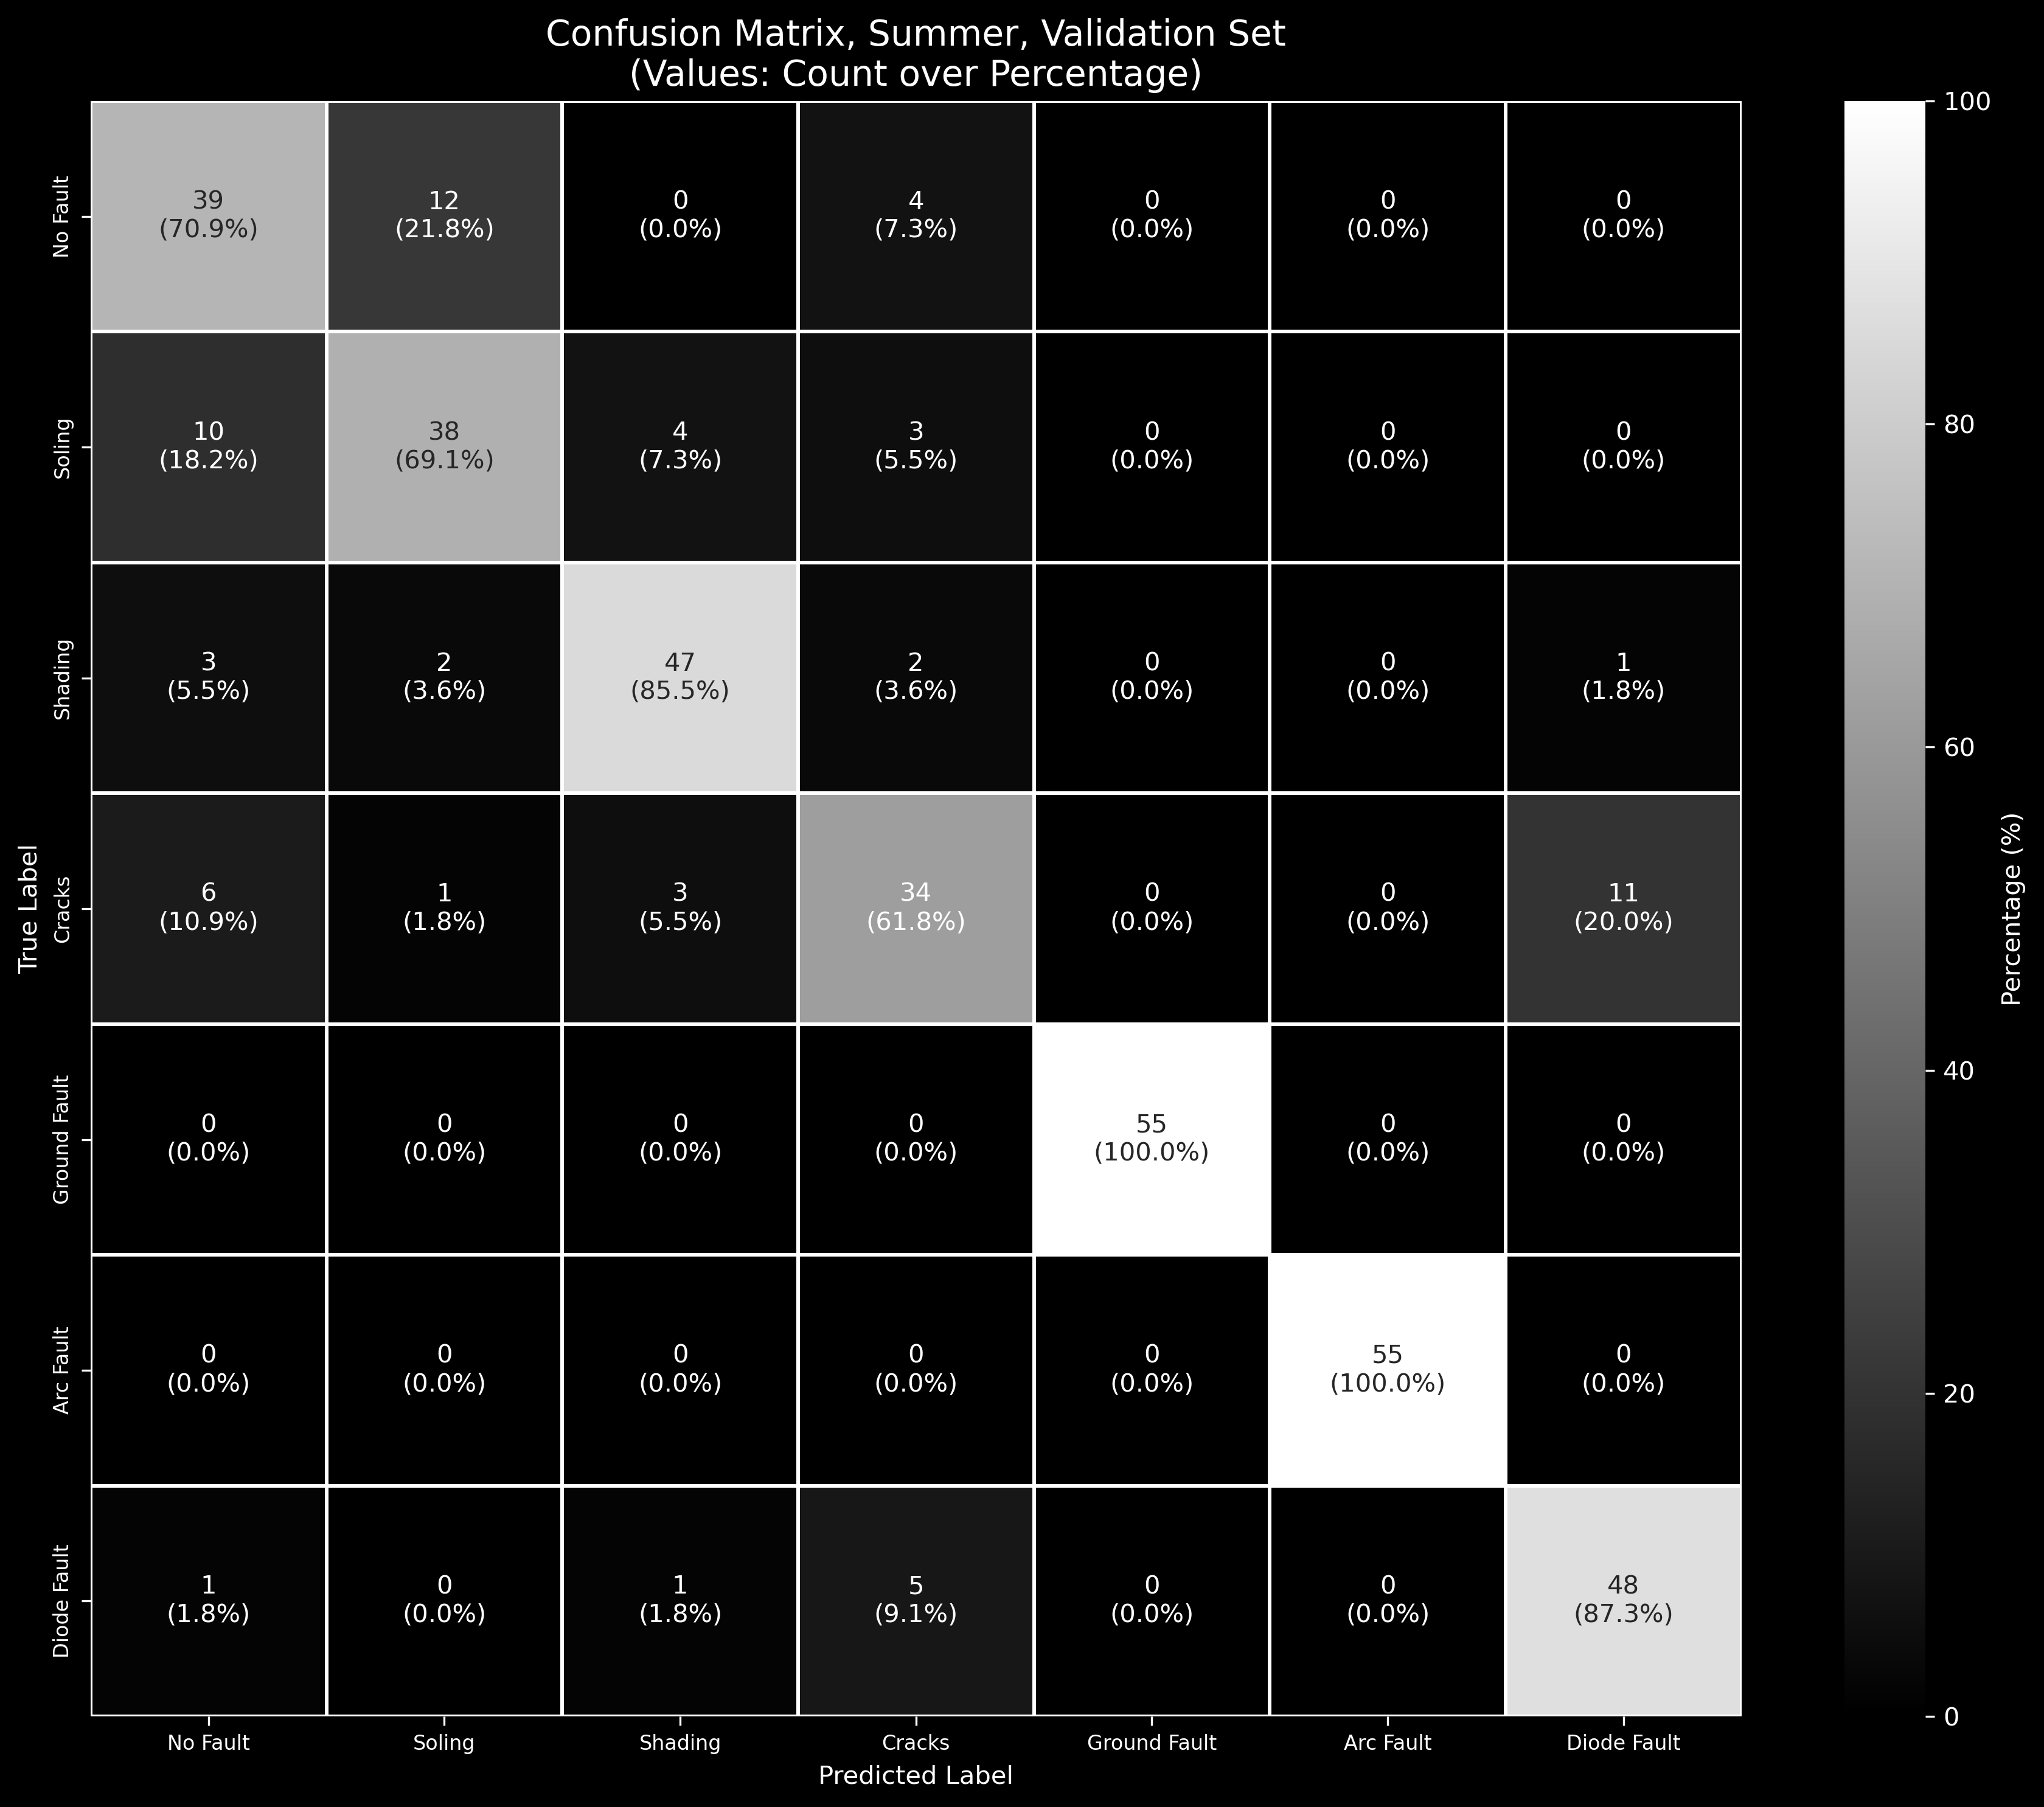 Confusion Matrix, Summer, Validation Set
(Values: Count over Percentage)
True Label
No Fault
39 12 0 4 0 0 0
(70.9%) (21.8%) (0.0%) (7.3%) (0.0%) (0.0%) (0.0%)
Soling
10 38 4 3 0 0 0
(18.2%) (69.1%) (7.3%) (5.5%) (0.0%) (0.0%) (0.0%)
Shading
3 2 47 2 0 0 1
(5.5%) (3.6%) (85.5%) (3.6%) (0.0%) (0.0%) (1.8%)
Cracks
6 1 3 34 0 0 11
(10.9%) (1.8%) (5.5%) (61.8%) (0.0%) (0.0%) (20.0%)
Ground Fault
0 0 0 0 55 0 0
(0.0%) (0.0%) (0.0%) (0.0%) (100.0%) (0.0%) (0.0%)
Arc Fault
0 0 0 0 0 55 0
(0.0%) (0.0%) (0.0%) (0.0%) (0.0%) (100.0%) (0.0%)
Diode Fault
1 0 1 5 0 0 48
(1.8%) (0.0%) (1.8%) (9.1%) (0.0%) (0.0%) (87.3%)
No Fault Soling Shading Cracks Ground Fault Arc Fault Diode Fault
Predicted Label
100
80
60
40
20
0
Percentage (%)